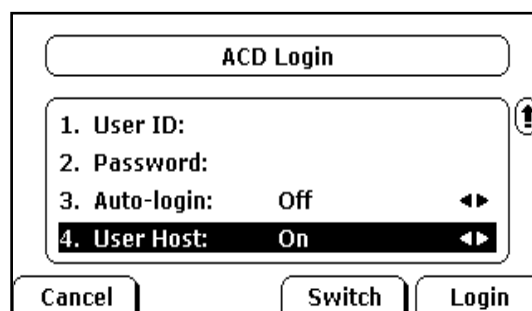 ACD Login
1. User ID:
2. Password:
3. Auto-login: Off
4. User Host: On
Cancel Switch Login